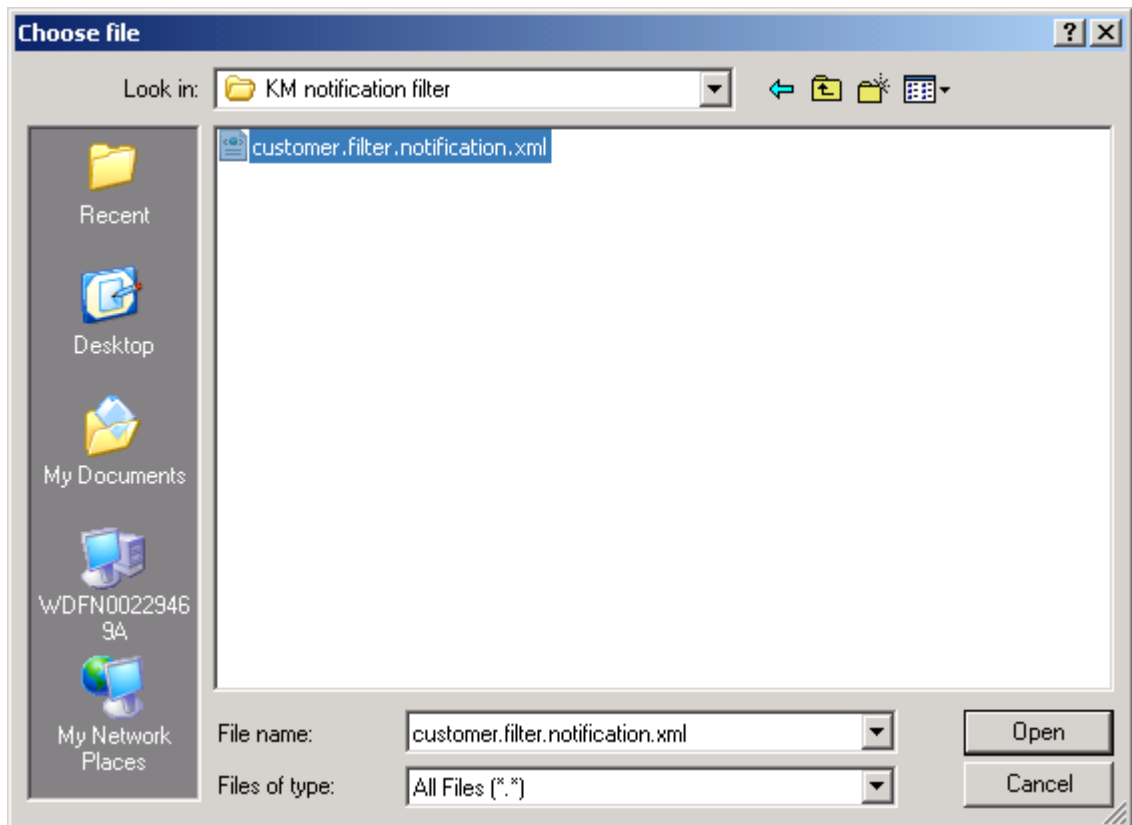 Choose file
?
Look in:
KM notification filter
customer.filter.notification.xml
Recent
Desktop
My Documents
WDFN0022946
9A
My Network
Places
File name:
customer.filter.notification.xml
Open
Files of type:
All Files (*.*)
Cancel